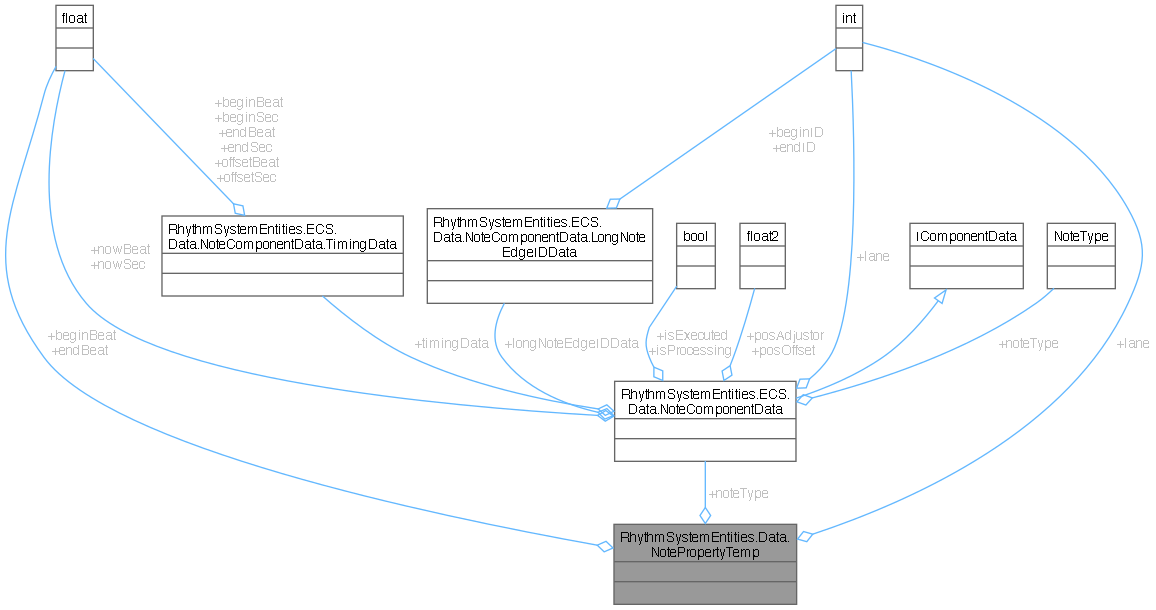 float
int
+beginBeat
+beginSec
+endBeat
+endSec
+offsetBeat
+offsetSec
+beginID
+endID
RhythmSystemEntities.ECS.
Data.NoteComponentData.TimingData
RhythmSystemEntities.ECS.
Data.NoteComponentData.LongNote
EdgeIDData
bool
float2
IComponentData
NoteType
+nowBeat
+nowSec
+lane
+beginBeat
+endBeat
+timingData
+longNoteEdgeIDData
+isExecuted
+isProcessing
+posAdjustor
+posOffset
+noteType
+lane
RhythmSystemEntities.ECS.
Data.NoteComponentData
+noteType
RhythmSystemEntities.Data.
NotePropertyTemp